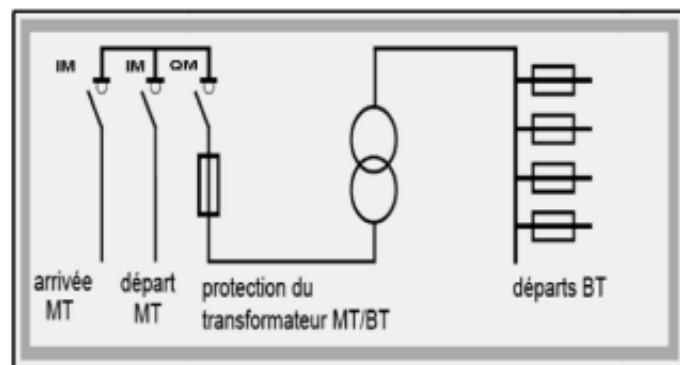 IM IM QM
arrivée
MT
départ
MT
protection du
transformateur MT/BT
départs BT